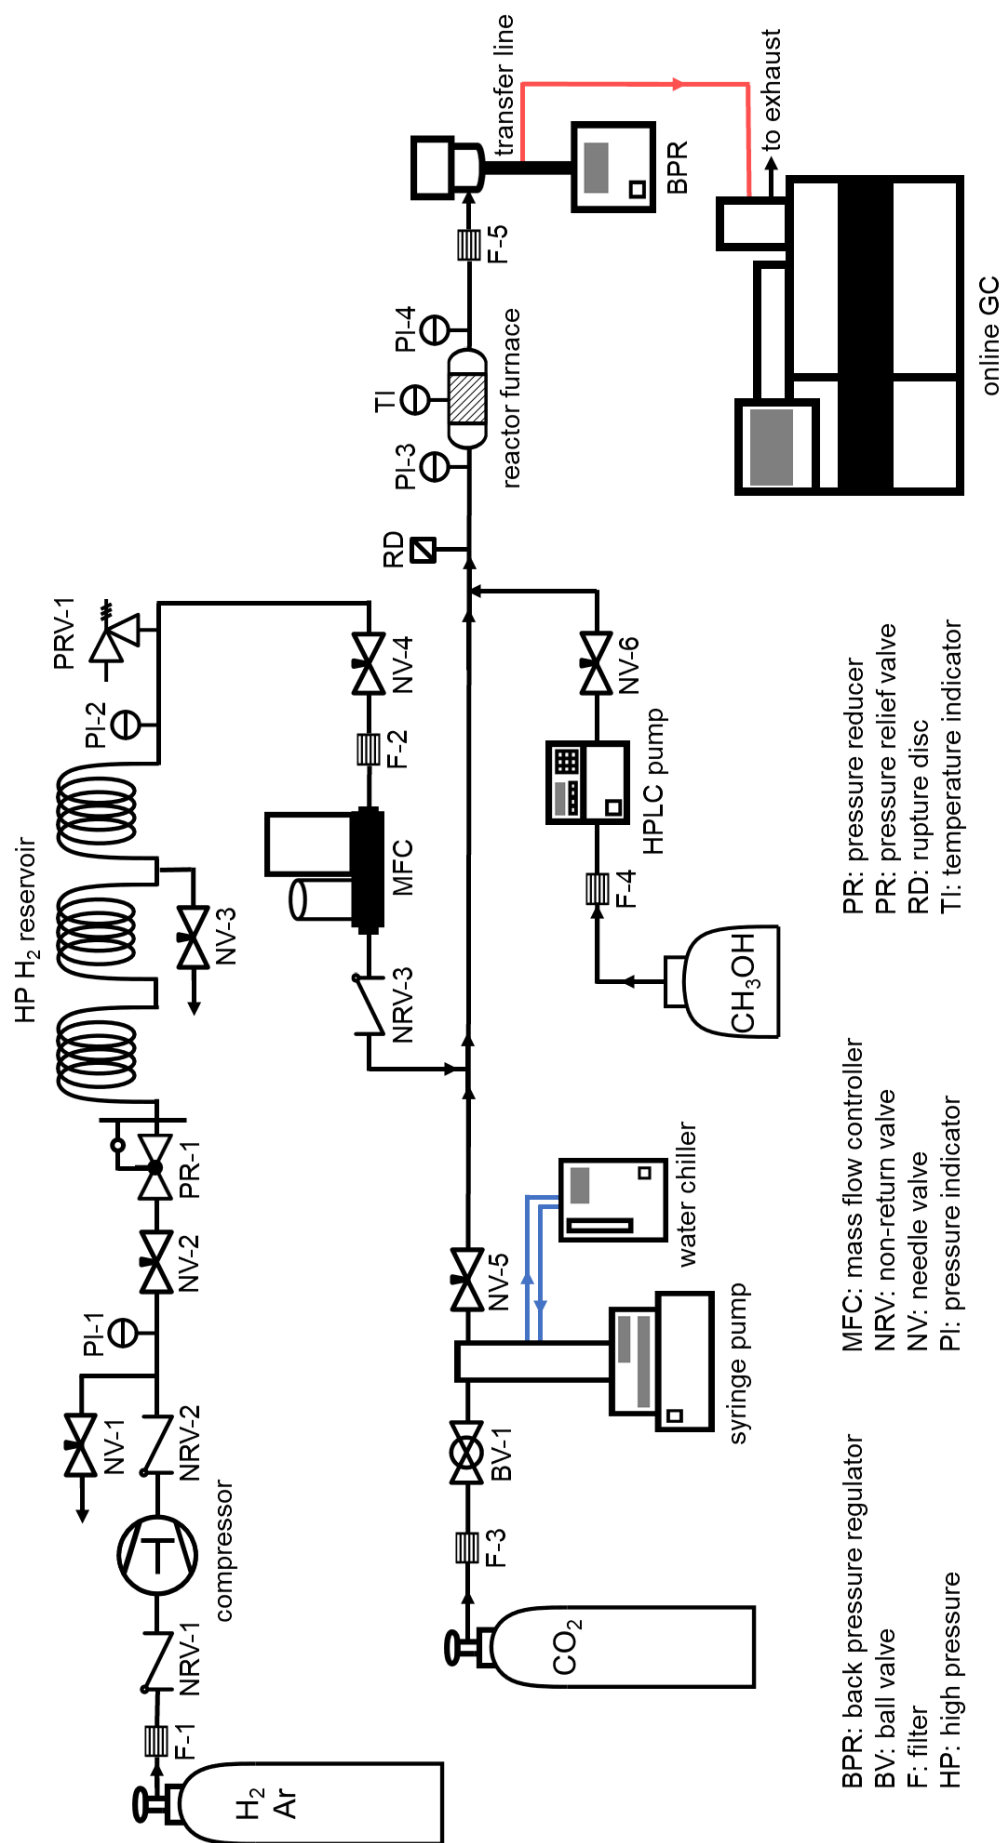 HP H₂ reservoir
PRV-1
PI-2
PI-1
NV-1
NRV-2
NV-2
PR-1
NV-3
compressor
NRV-1
F-1
H₂
Ar
NV-4
F-2
MFC
NRV-3
PI-4
TI
PI-3
RD
reactor furnace
F-5
transfer line
BPR
to exhaust
online GC
CO₂
F-3
BV-1
NV-5
syringe pump
water chiller
CH₃OH
F-4
HPLC pump
NV-6
BPR: back pressure regulator
BV: ball valve
F: filter
HP: high pressure
MFC: mass flow controller
NRV: non-return valve
NV: needle valve
PI: pressure indicator
PR: pressure reducer
PR: pressure relief valve
RD: rupture disc
TI: temperature indicator